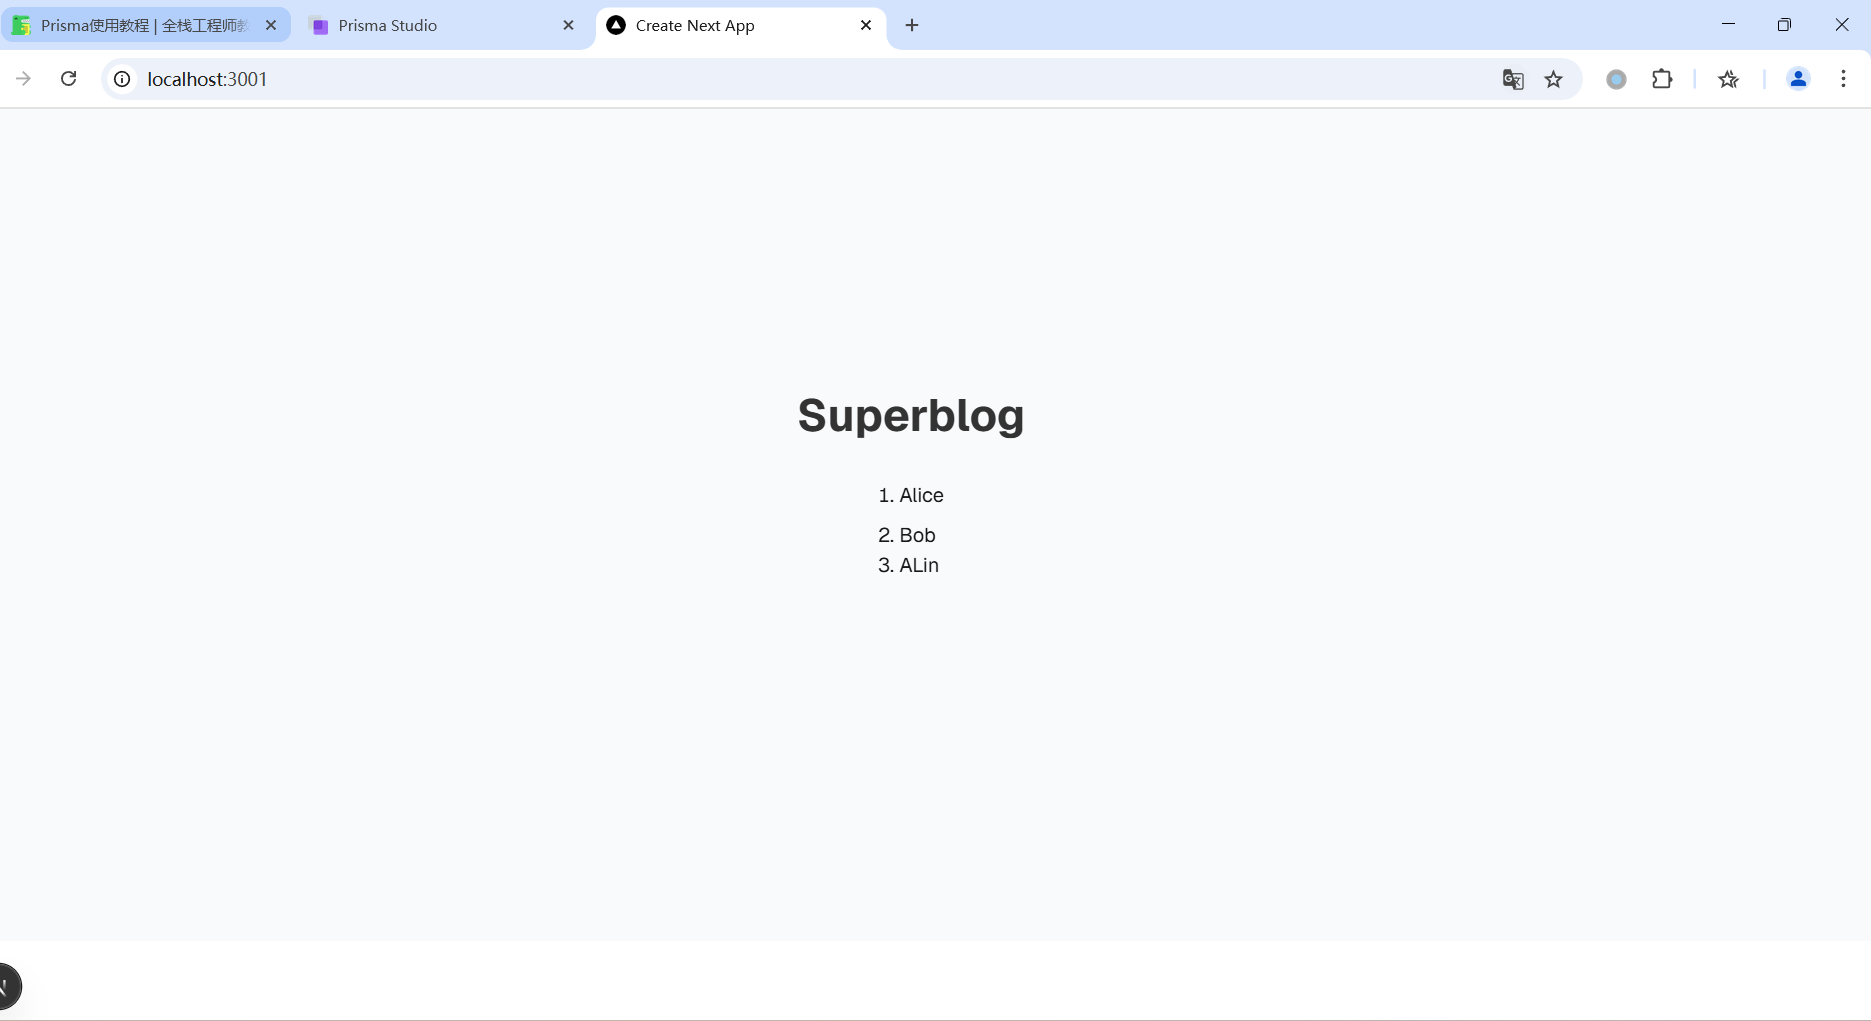 Prisma使用教程 | 全栈工程师教
Prisma Studio
Create Next App
localhost:3001
Superblog
1. Alice
2. Bob
3. ALin